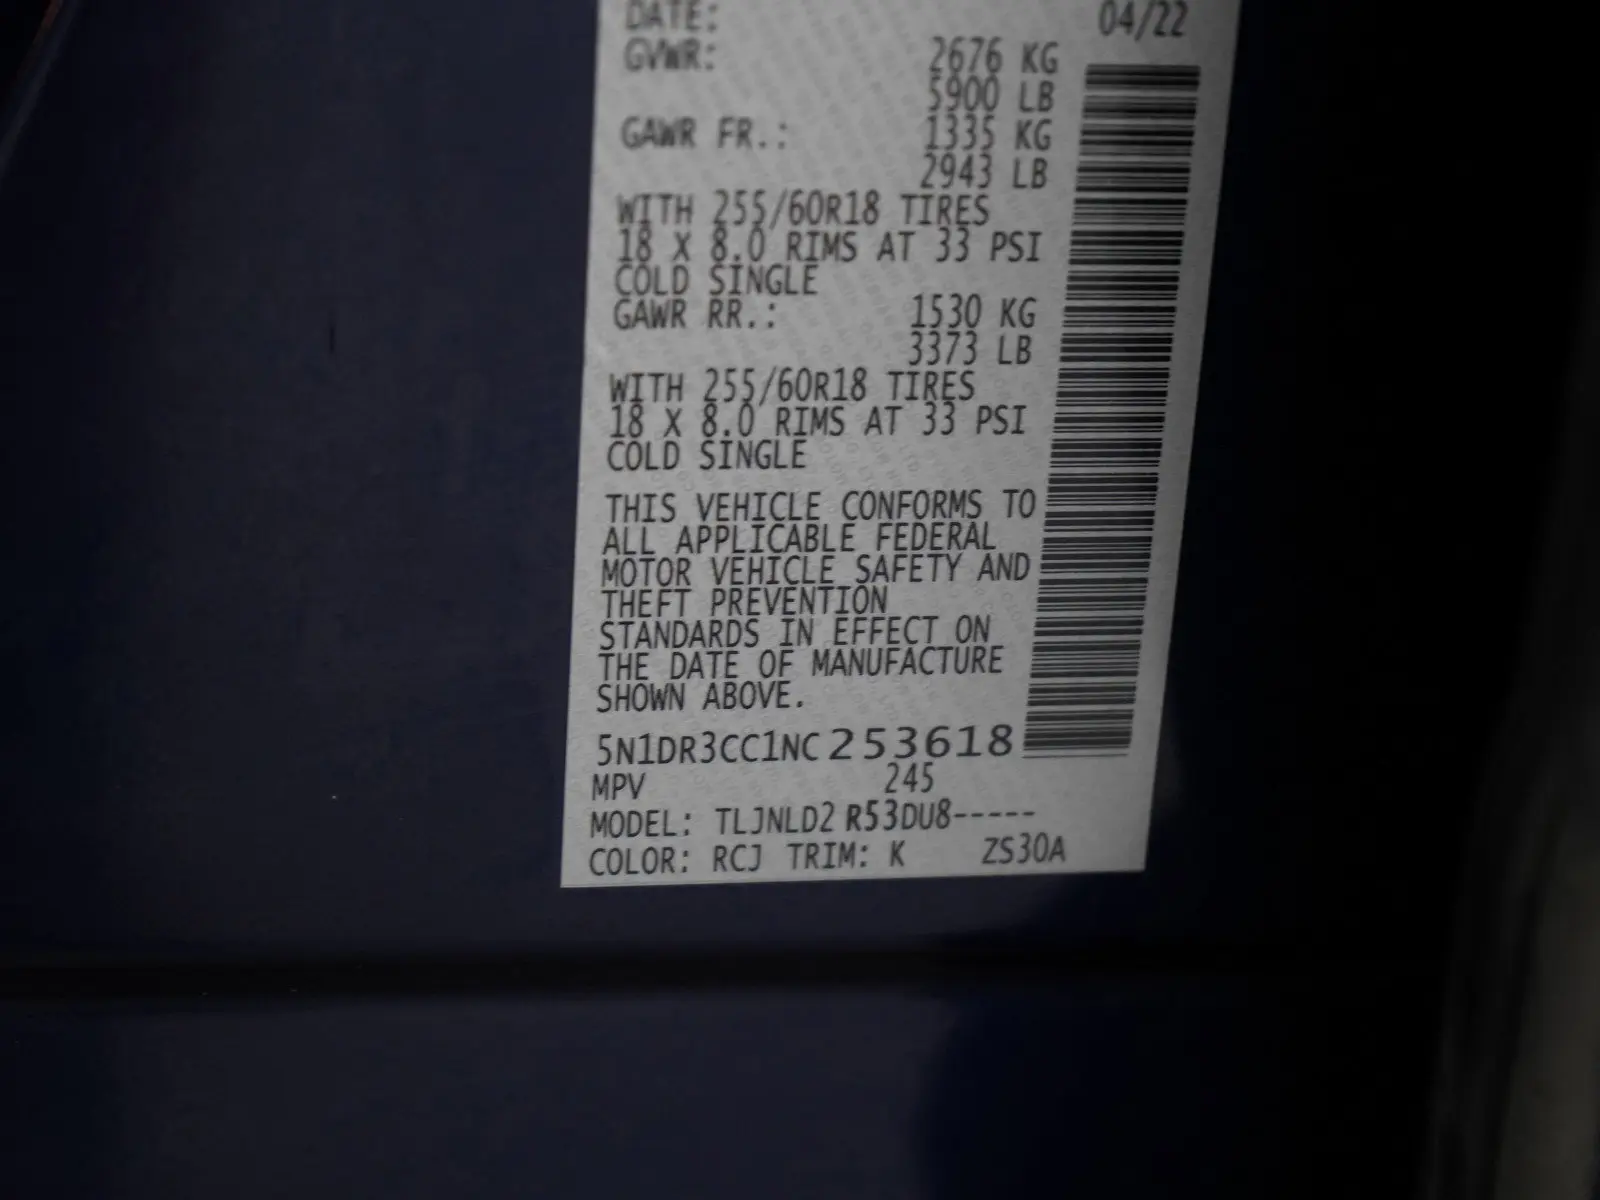 DATE: 04/22
GVWR: 2676 KG
5900 LB
GAWR FR.: 1335 KG
2943 LB
WITH 255/60R18 TIRES
18 X 8.0 RIMS AT 33 PSI
COLD SINGLE
GAWR RR.: 1530 KG
3373 LB
WITH 255/60R18 TIRES
18 X 8.0 RIMS AT 33 PSI
COLD SINGLE
THIS VEHICLE CONFORMS TO
ALL APPLICABLE FEDERAL
MOTOR VEHICLE SAFETY AND
THEFT PREVENTION
STANDARDS IN EFFECT ON
THE DATE OF MANUFACTURE
SHOWN ABOVE.
5N1DR3CC1NC253618
MPV 245
MODEL: TLJNLD2 R53DU8-----
COLOR: RCJ TRIM: K ZS30A